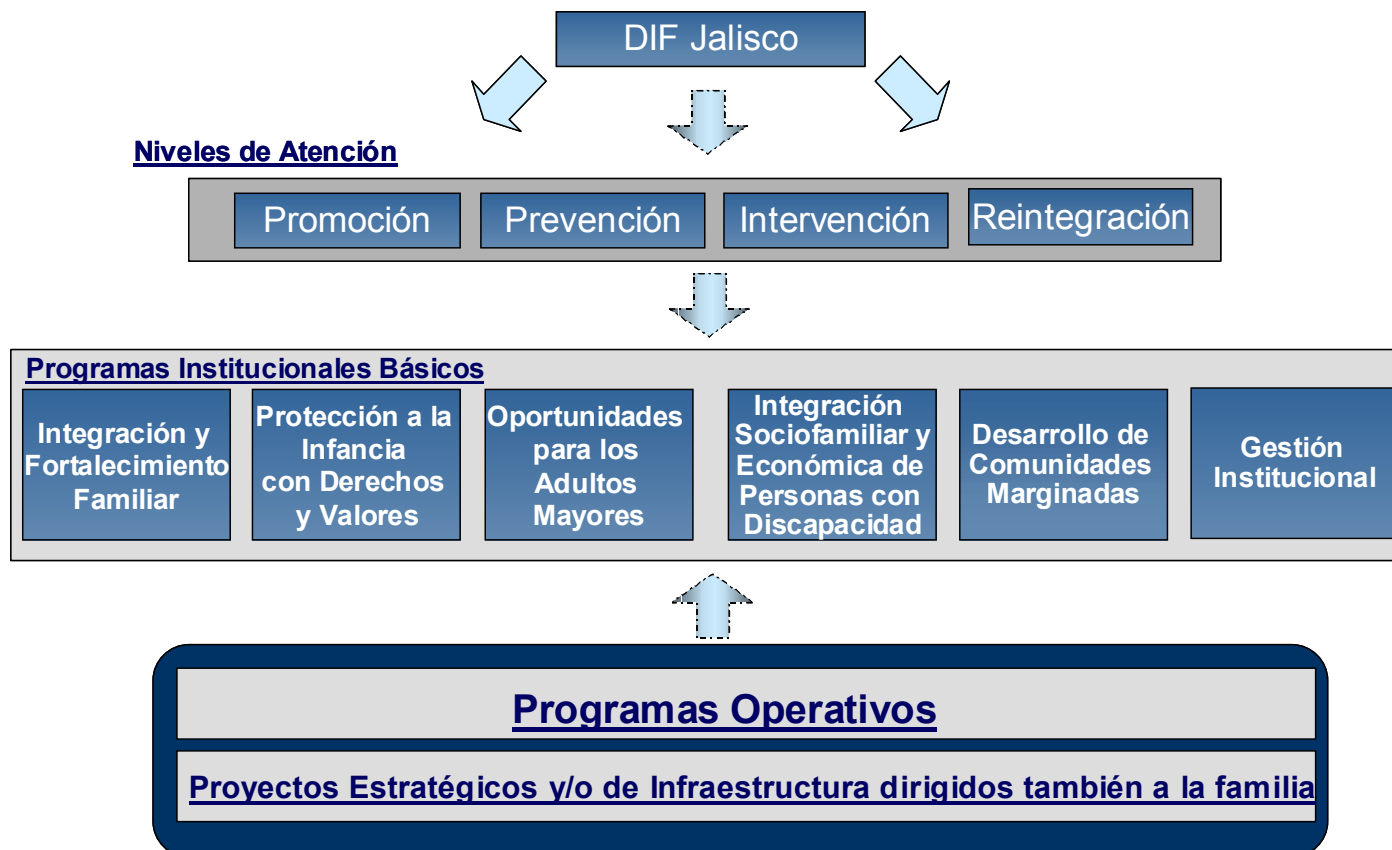 DIF Jalisco
Niveles de Atención
Promoción
Prevención
Intervención
Reintegración
Programas Institucionales Básicos
Integración y
Fortalecimiento
Familiar
Protección a la
Infancia
con Derechos
y Valores
Oportunidades
para los
Adultos
Mayores
Integración
Sociofamiliar y
Económica de
Personas con
Discapacidad
Desarrollo de
Comunidades
Marginadas
Gestión
Institucional
Programas Operativos
Proyectos Estratégicos y/o de Infraestructura dirigidos también a la familia